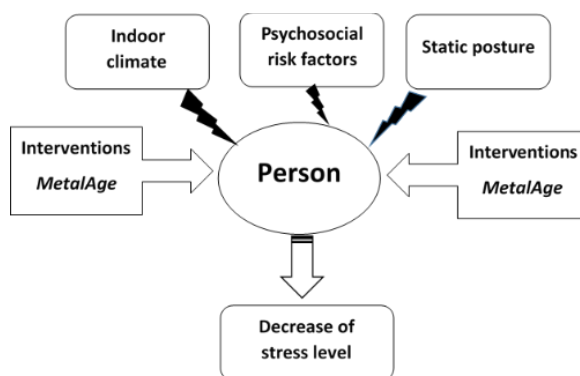 Indoor
climate
Psychosocial
risk factors
Static posture
Interventions
MetalAge
Person
Interventions
MetalAge
Decrease of
stress level